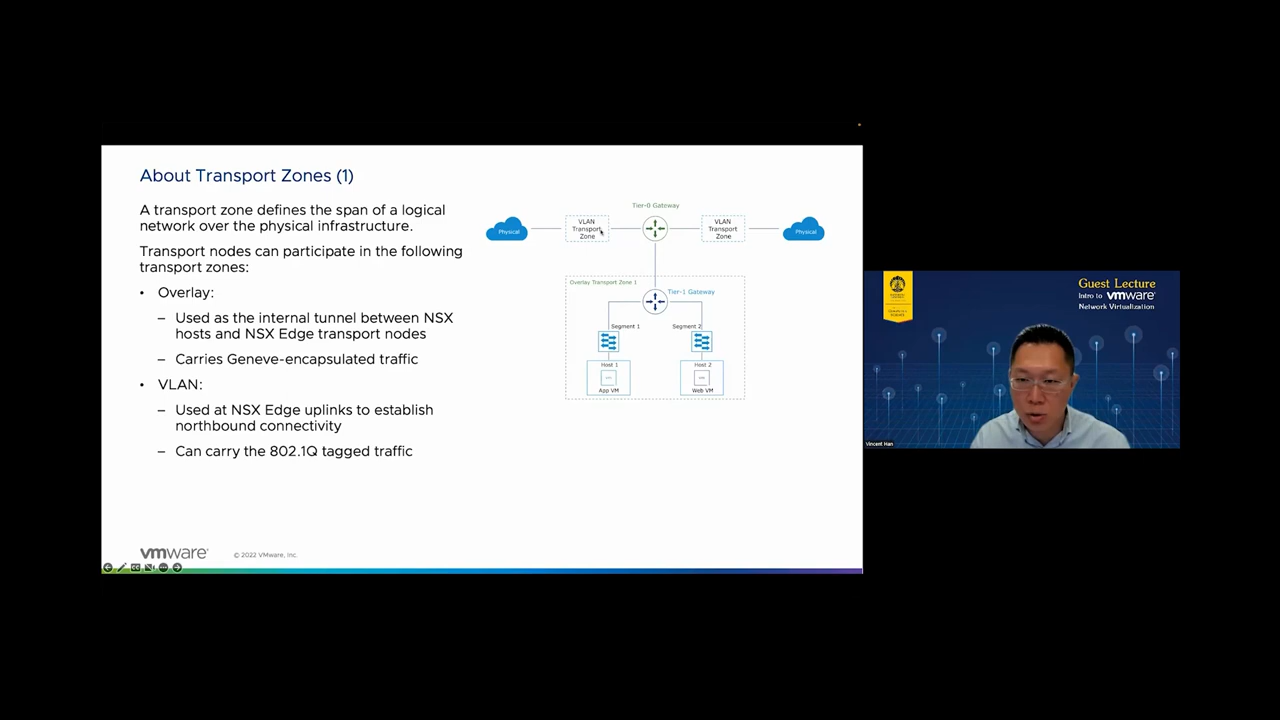 About Transport Zones (1)
A transport zone defines the span of a logical
network over the physical infrastructure.
Transport nodes can participate in the following
transport zones:
• Overlay:
– Used as the internal tunnel between NSX
hosts and NSX Edge transport nodes
– Carries Geneve-encapsulated traffic
• VLAN:
– Used at NSX Edge uplinks to establish
northbound connectivity
– Can carry the 802.1Q tagged traffic
Tier-0 Gateway
Physical
VLAN
Transport
Zone
VLAN
Transport
Zone
Physical
Overlay Transport Zone 1
Tier-1 Gateway
Segment 1
Segment 2
Host 1
App VM
Host 2
Web VM
vmware
© 2022 VMware, Inc.
Guest Lecture
Intro to vmware
Network Virtualization
Vincent Han